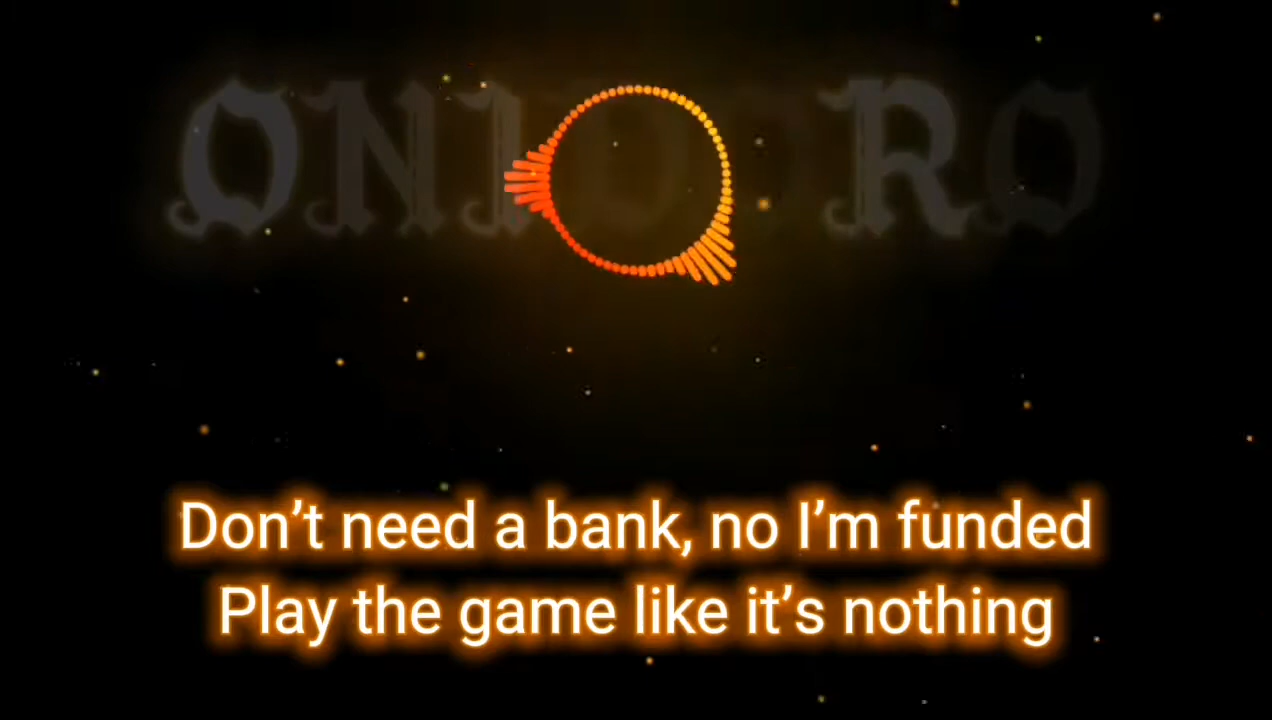 Don’t need a bank, no I’m funded
Play the game like it’s nothing